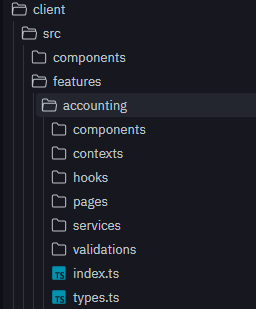 client
src
components
features
accounting
components
contexts
hooks
pages
services
validations
TS index.ts
TS types.ts